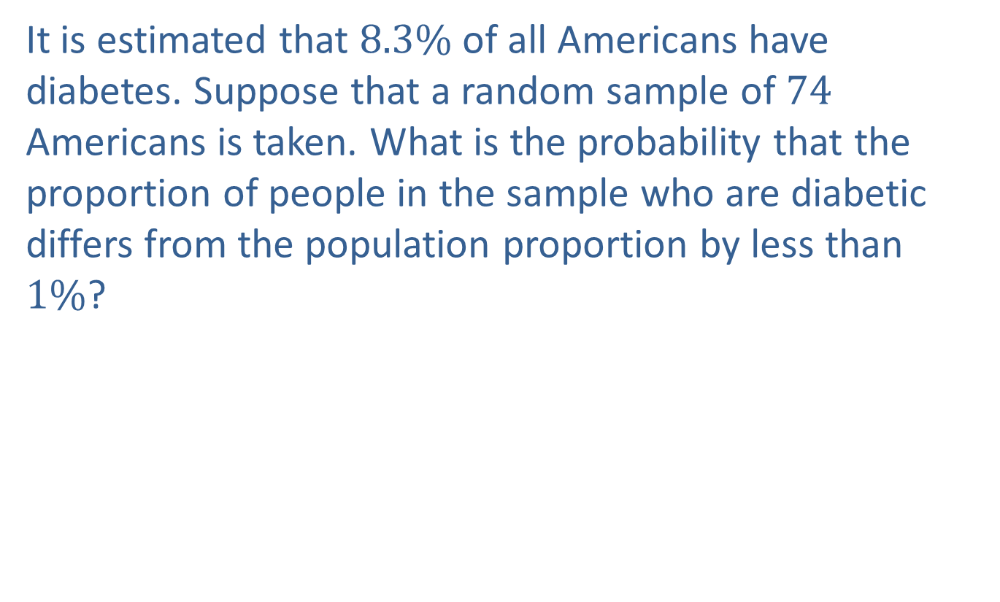 It is estimated that 8.3% of all Americans have
diabetes. Suppose that a random sample of 74
Americans is taken. What is the probability that the
proportion of people in the sample who are diabetic
differs from the population proportion by less than
1%?